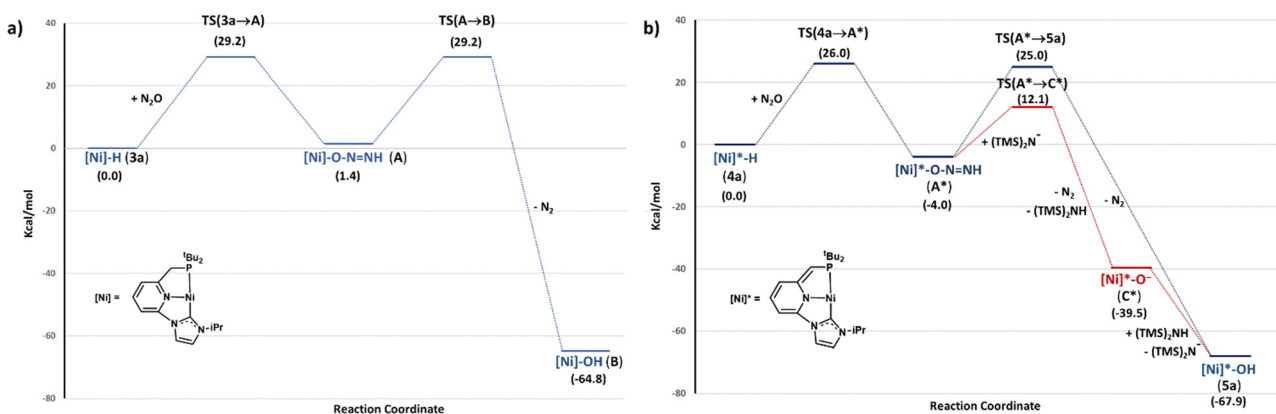 a)
40
20
0
-20
-40
-60
-80
Kcal/mol
TS(3a→A)
(29.2)
TS(A→B)
(29.2)
+ N₂O
[Ni]-H (3a)
(0.0)
[Ni]-O-N=NH (A)
(1.4)
- N₂
[Ni]-OH (B)
(-64.8)
[Ni] =
ᵗBu₂
P
N
Ni
N
N
iPr
Reaction Coordinate
b)
40
20
0
-20
-40
-60
-80
Kcal/mol
TS(4a→A*)
(26.0)
TS(A*→5a)
(25.0)
TS(A*→C*)
(12.1)
+ N₂O
+ (TMS)₂N⁻
[Ni]*-H
(4a)
(0.0)
[Ni]*-O-N=NH
(A*)
(-4.0)
- N₂
- (TMS)₂NH
- N₂
[Ni]*-O⁻
(C*)
(-39.5)
+ (TMS)₂NH
- (TMS)₂N⁻
[Ni]*-OH
(5a)
(-67.9)
[Ni]* =
ᵗBu₂
P
N
Ni
N
N
iPr
Reaction Coordinate